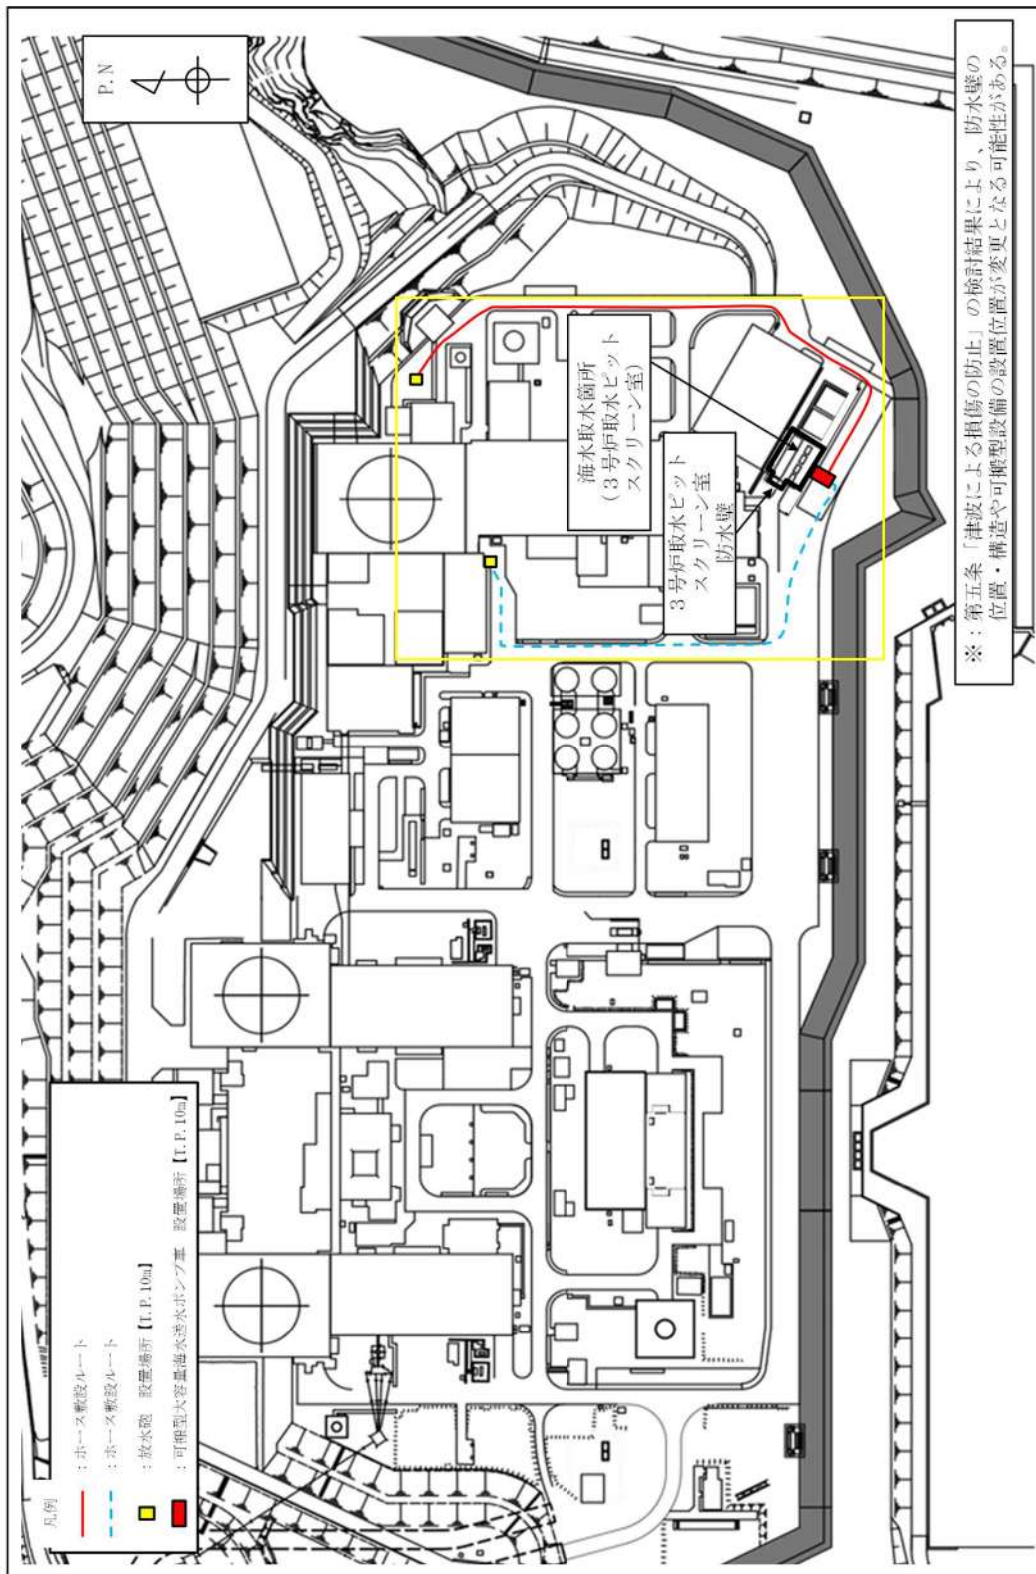 P.N
海水取水箇所
(3号炉取水ピット
スクリーン室)
3号炉取水ピット
スクリーン室
防水壁
凡例
:ホース敷設ルート
:ホース敷設ルート
:放水砲 設置場所【T.P.10m】
:可搬型大容量海水送水ポンプ車 設置場所【T.P.10m】
※:第五条「津波による損傷の防止」の検討結果により、防水壁の
位置・構造や可搬型設備の設置位置が変更となる可能性がある。